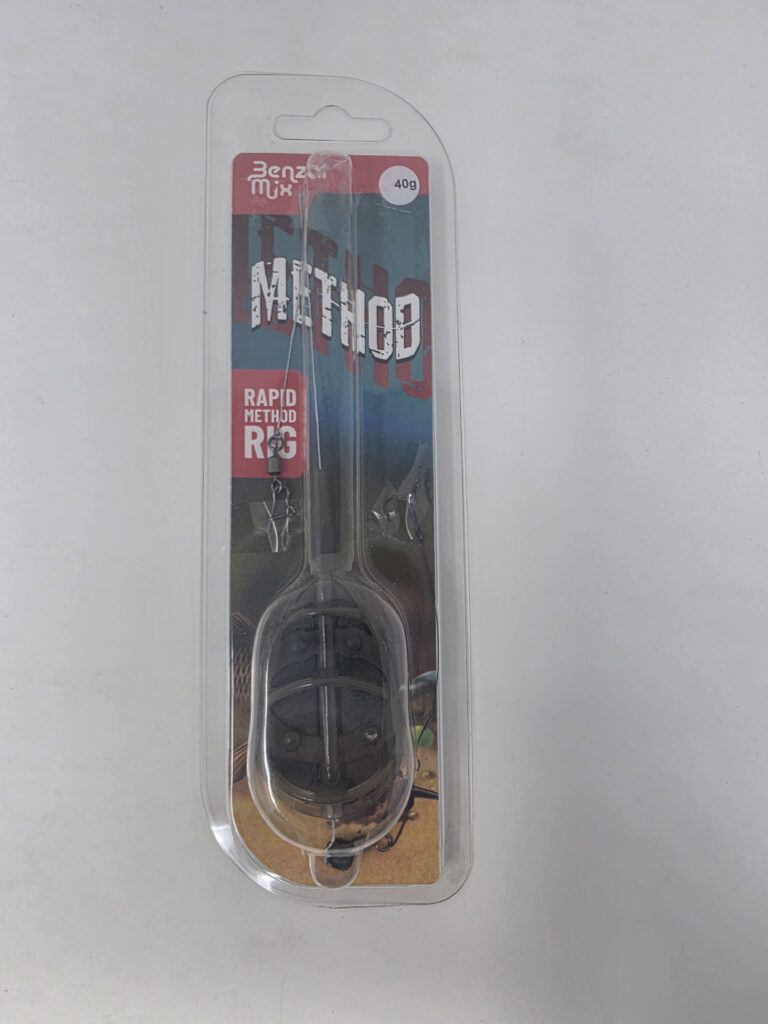 Benzar
Mix
40g
METHOD
RAPID
METHOD
RIG